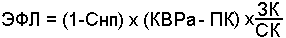 ЭФЛ = (1-Снп) x (КВРа - ПК) x ЗК/СК